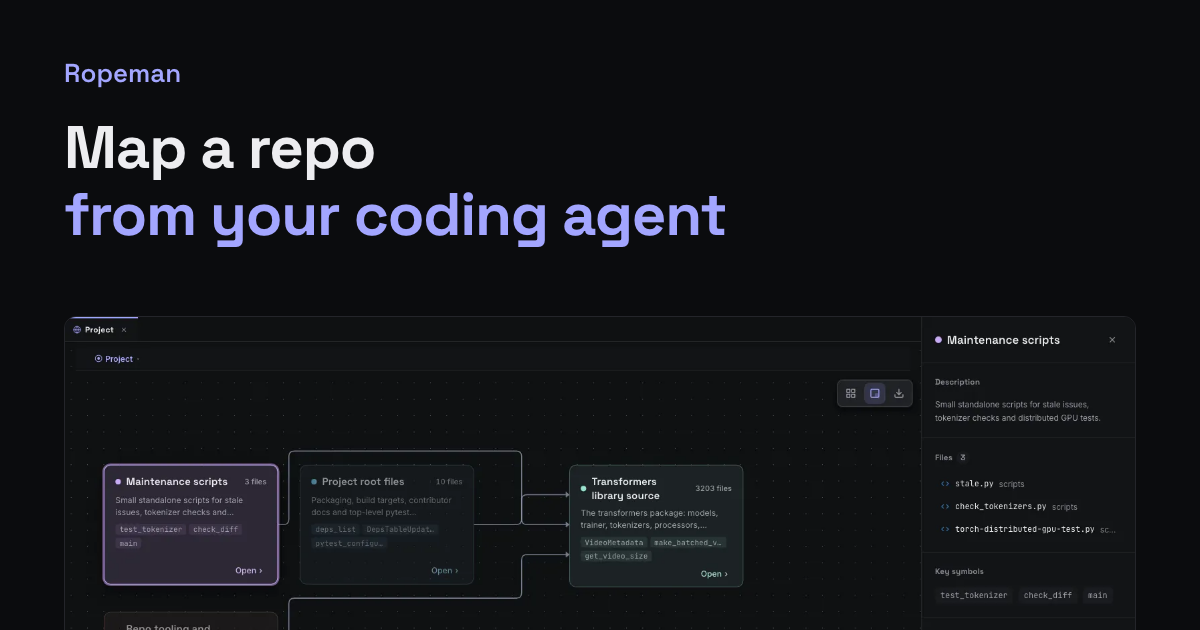 Ropeman
Map a repo
from your coding agent
Project ×
Project
Maintenance scripts 3 files
Small standalone scripts for stale
issues, tokenizer checks and...
test_tokenizer check_diff
main
Open ›
Project root files 10 files
Packaging, build targets, contributor
docs and top-level pytest...
deps_list DepsTableUpdat…
pytest_configu…
Open ›
Transformers
library source 3203 files
The transformers package: models,
trainer, tokenizers, processors,...
VideoMetadata make_batched_v…
get_video_size
Open ›
Repo tooling and
Maintenance scripts ×
Description
Small standalone scripts for stale issues,
tokenizer checks and distributed GPU tests.
Files 3
stale.py scripts
check_tokenizers.py scripts
torch-distributed-gpu-test.py sc...
Key symbols
test_tokenizer check_diff main